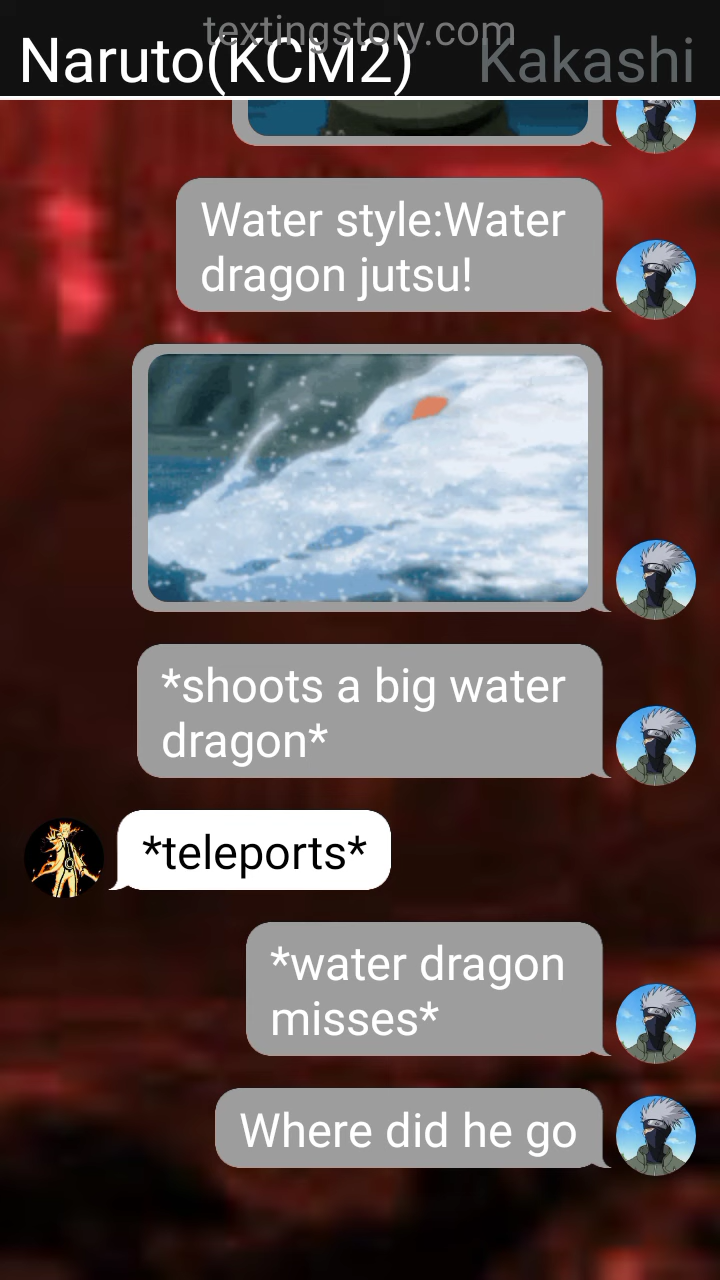 textingstory.com
Naruto(KCM2) Kakashi
Water style:Water
dragon jutsu!
*shoots a big water
dragon*
*teleports*
*water dragon
misses*
Where did he go